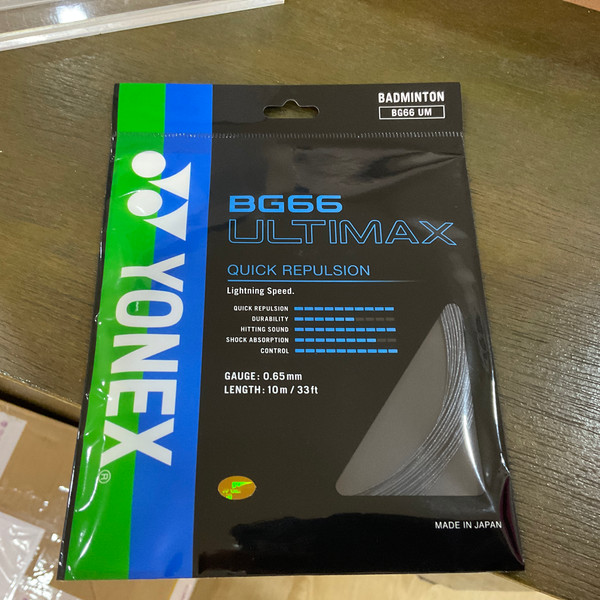 BADMINTON
BG66 UM
YONEX®
BG66
ULTIMAX
QUICK REPULSION
Lightning Speed.
QUICK REPULSION
DURABILITY
HITTING SOUND
SHOCK ABSORPTION
CONTROL
GAUGE: 0.65mm
LENGTH: 10m/33ft
MADE IN JAPAN